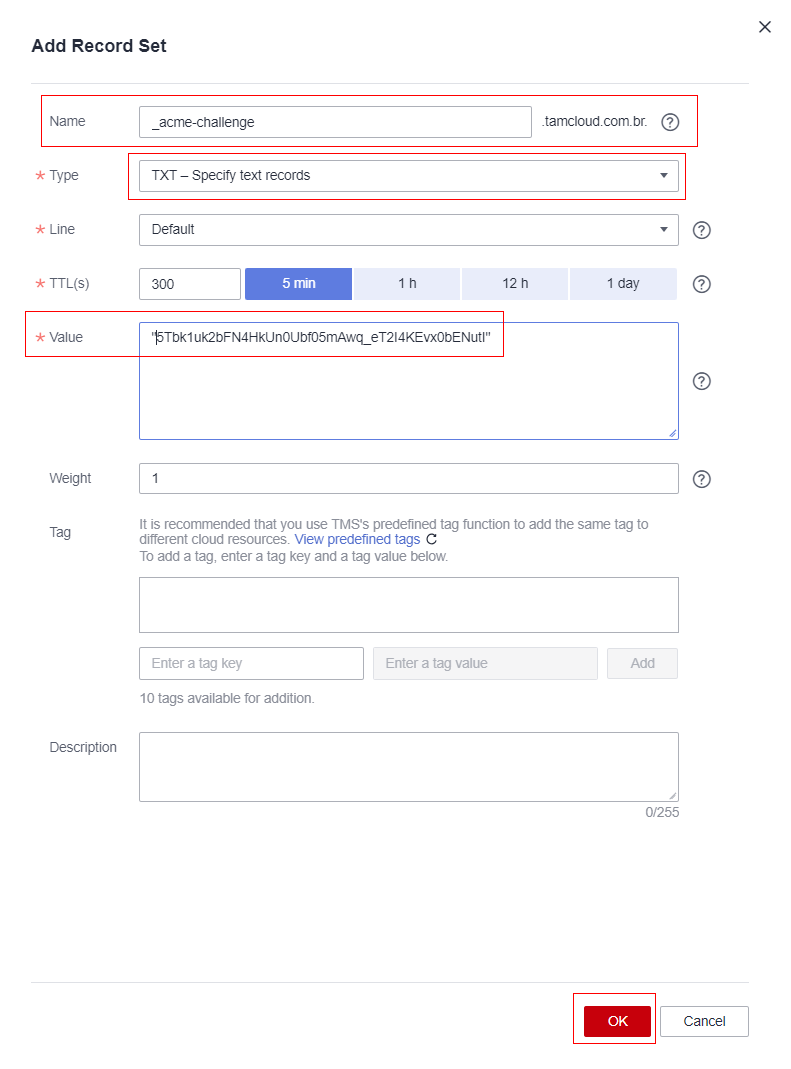 Add Record Set
Name _acme-challenge .tamcloud.com.br. ?
* Type TXT – Specify text records
* Line Default ?
* TTL(s) 300 5 min 1 h 12 h 1 day ?
* Value "5Tbk1uk2bFN4HkUn0Ubf05mAwq_eT2I4KEvx0bENutI" ?
Weight 1 ?
Tag It is recommended that you use TMS's predefined tag function to add the same tag to
different cloud resources. View predefined tags
To add a tag, enter a tag key and a tag value below.
Enter a tag key Enter a tag value Add
10 tags available for addition.
Description
0/255
OK Cancel